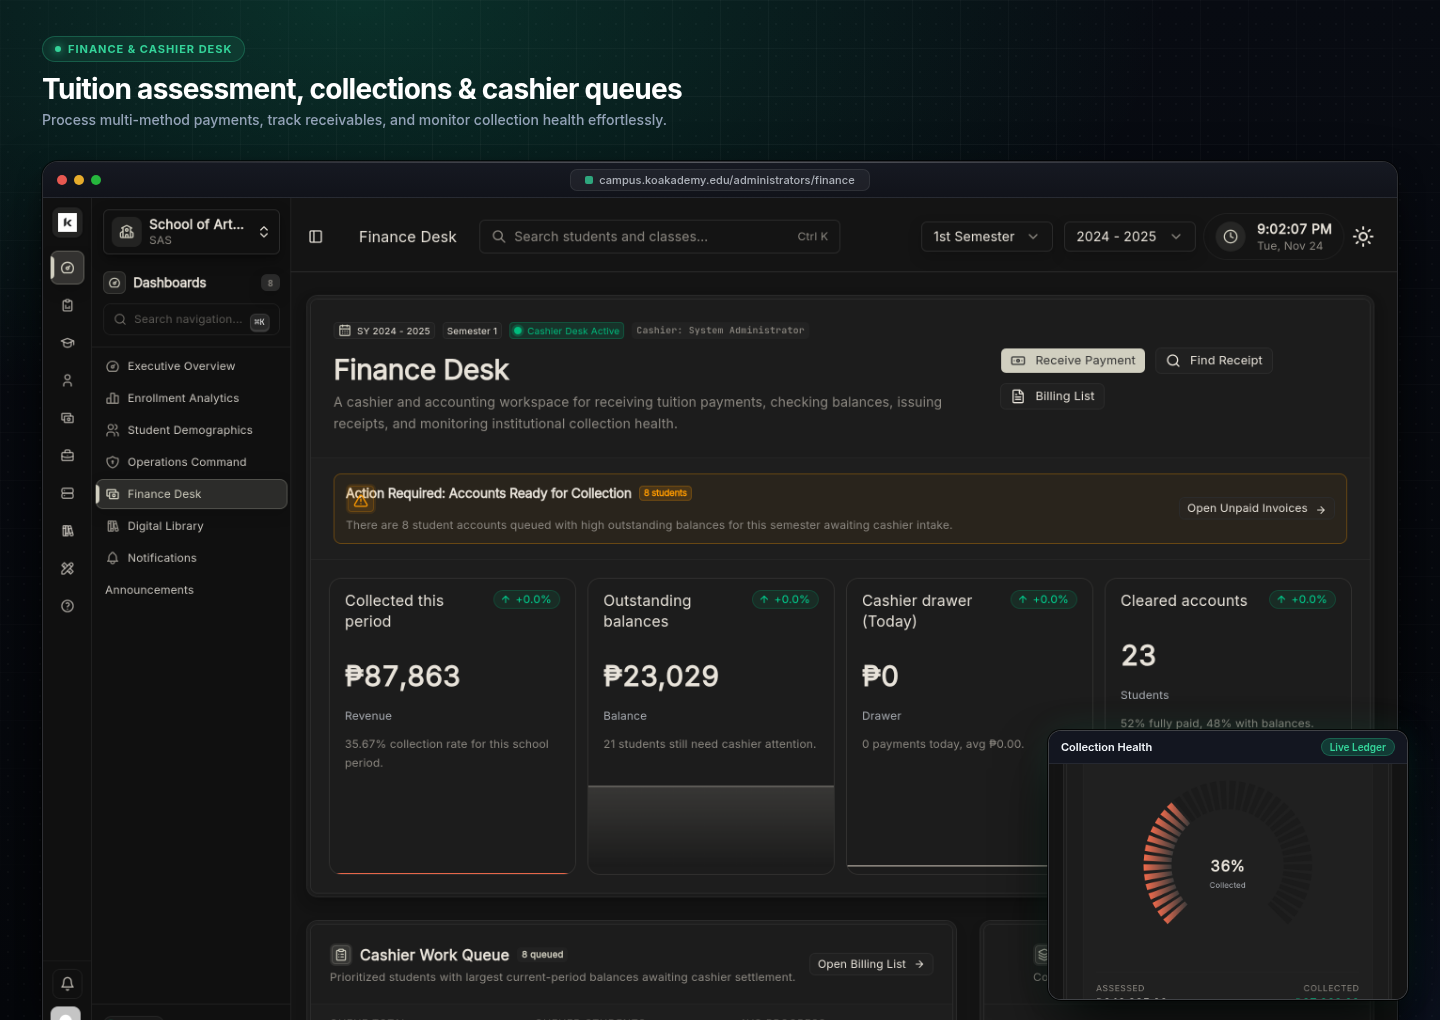 FINANCE & CASHIER DESK
Tuition assessment, collections & cashier queues
Process multi-method payments, track receivables, and monitor collection health effortlessly.
campus.koakademy.edu/administrators/finance
K
School of Art...
SAS
Dashboards
8
Search navigation...
⌘K
Executive Overview
Enrollment Analytics
Student Demographics
Operations Command
Finance Desk
Digital Library
Notifications
Announcements
Finance Desk
Search students and classes...
Ctrl K
1st Semester
2024 - 2025
9:02:07 PM
Tue, Nov 24
SY 2024 - 2025
Semester 1
Cashier Desk Active
Cashier: System Administrator
Finance Desk
A cashier and accounting workspace for receiving tuition payments, checking balances, issuing
receipts, and monitoring institutional collection health.
Receive Payment
Find Receipt
Billing List
Action Required: Accounts Ready for Collection
8 students
There are 8 student accounts queued with high outstanding balances for this semester awaiting cashier intake.
Open Unpaid Invoices →
Collected this
period
↑ +0.0%
₱87,863
Revenue
35.67% collection rate for this school
period.
Outstanding
balances
↑ +0.0%
₱23,029
Balance
21 students still need cashier attention.
Cashier drawer
(Today)
↑ +0.0%
₱0
Drawer
0 payments today, avg ₱0.00.
Cleared accounts
↑ +0.0%
23
Students
52% fully paid, 48% with balances.
Collection Health
Live Ledger
36%
Collected
ASSESSED
COLLECTED
Cashier Work Queue
8 queued
Prioritized students with largest current-period balances awaiting cashier settlement.
Open Billing List →